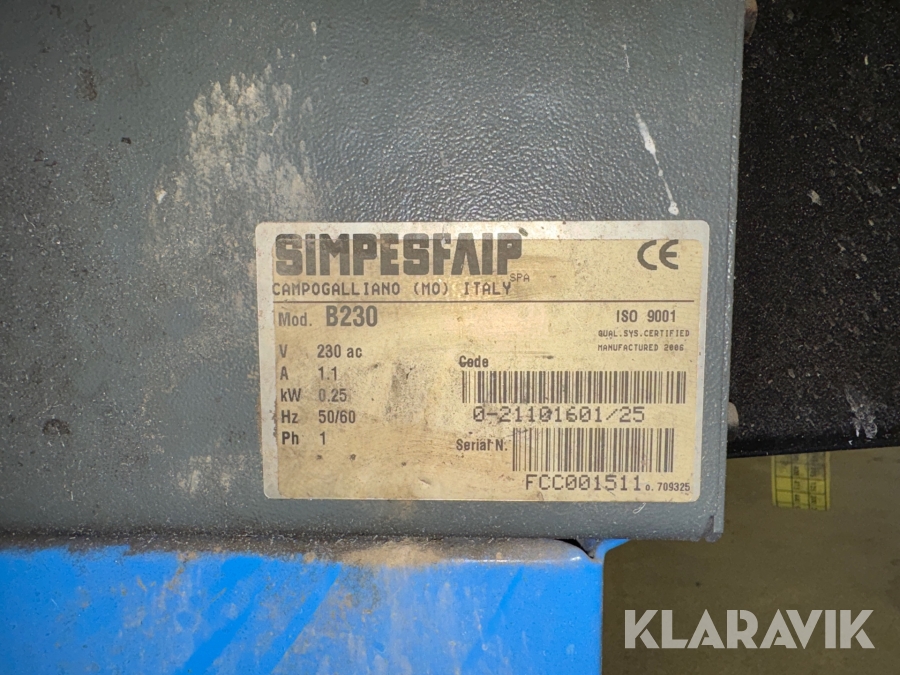 SIMPESFAIP SPA
CE
CAMPOGALLIANO (MO) ITALY
Mod. B230
ISO 9001
QUAL.SYS.CERTIFIED
MANUFACTURED 2006
V 230 ac
A 1.1
kW 0.25
Hz 50/60
Ph 1
Code
0-21101601/25
Serial N.
FCC001511 o. 709325
KLARAVIK